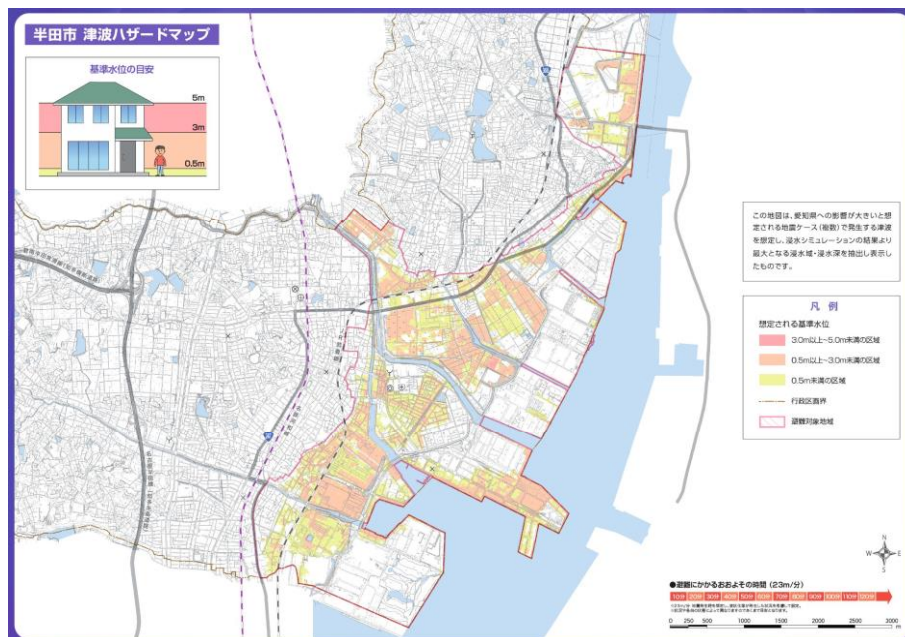 半田市 津波ハザードマップ
基準水位の目安
5m
3m
0.5m
この地図は、愛知県への影響が大きいと想
定される地震ケース(複数)で発生する津波
を想定し、浸水シミュレーションの結果より
最大となる浸水域・浸水深を抽出し表示し
たものです。
凡 例
想定される基準水位
3.0m以上~5.0m未満の区域
0.5m以上~3.0m未満の区域
0.5m未満の区域
行政区画界
避難対象地域
N
W
E
S
●避難にかかるおおよその時間(23m/分)
10分 20分 30分 40分 50分 60分 70分 80分 90分 100分 110分 120分
0 250 500 1000 1500 2000 2500 3000
m